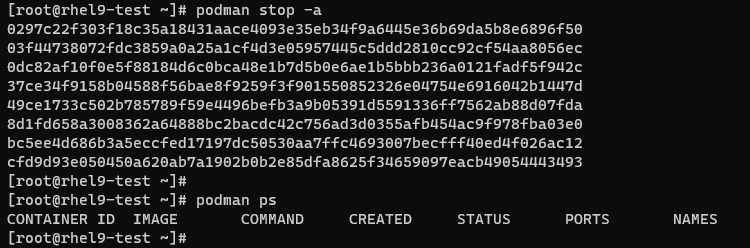 [root@rhel9-test ~]# podman stop -a
0297c22f303f18c35a18431aace4093e35eb34f9a6445e36b69da5b8e6896f50
03f44738072fdc3859a0a25a1cf4d3e05957445c5ddd2810cc92cf54aa8056ec
0dc82af10f0e5f88184d6c0bca48e1b7d5b0e6ae1b5bbb236a0121fadf5f942c
37ce34f9158b04588f56bae8f9259f3f901550852326e04754e6916042b1447d
49ce1733c502b785789f59e4496befb3a9b05391d5591336ff7562ab88d07fda
8d1fd658a3008362a64888bc2bacdc42c756ad3d0355afb454ac9f978fba03e0
bc5ee4d686b3a5eccfed17197dc50530aa7ffc4693007becfff40ed4f026ac12
cfd9d93e050450a620ab7a1902b0b2e85dfa8625f34659097eacb49054443493
[root@rhel9-test ~]#
[root@rhel9-test ~]# podman ps
CONTAINER ID  IMAGE       COMMAND     CREATED     STATUS      PORTS       NAMES
[root@rhel9-test ~]#